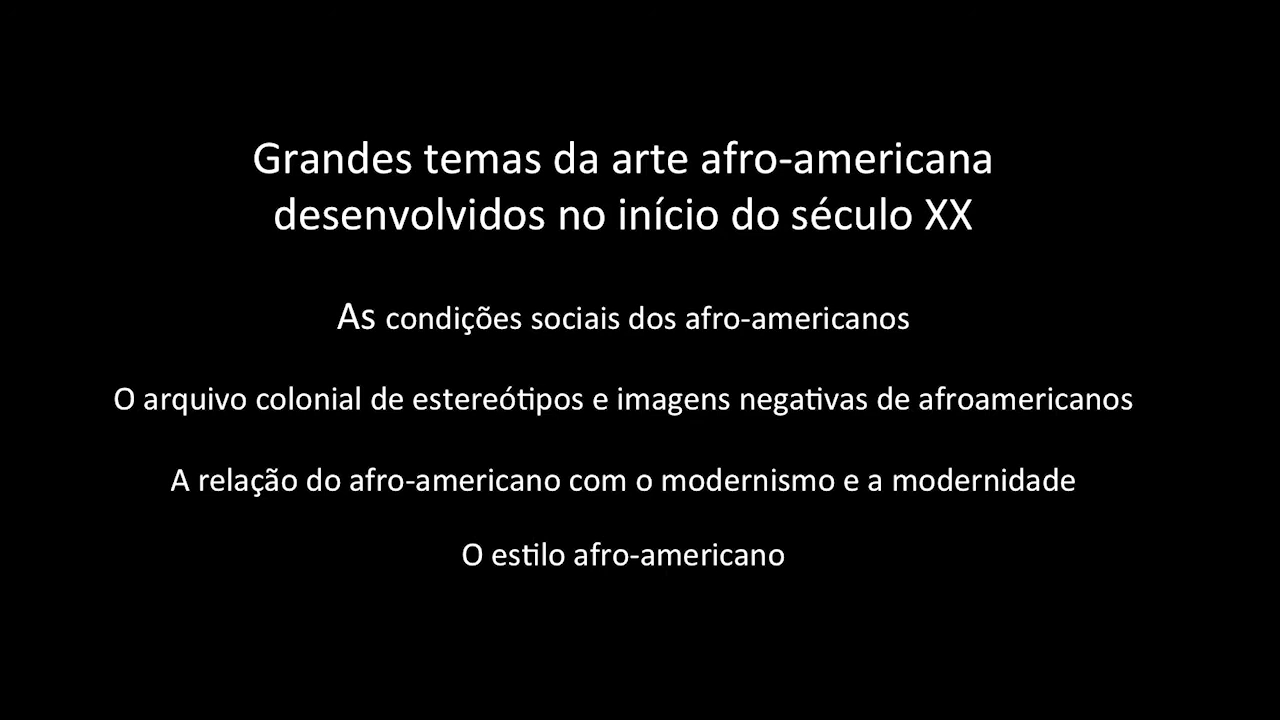 Grandes temas da arte afro-americana
desenvolvidos no início do século XX
As condições sociais dos afro-americanos
O arquivo colonial de estereótipos e imagens negativas de afroamericanos
A relação do afro-americano com o modernismo e a modernidade
O estilo afro-americano